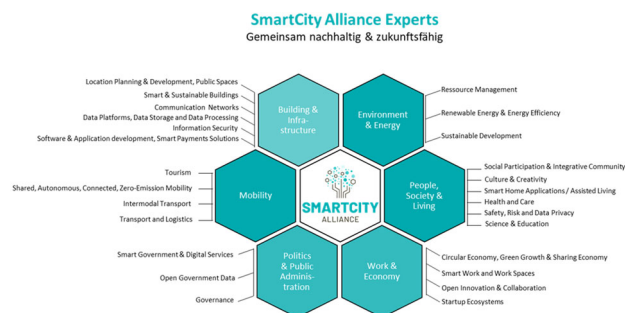 SmartCity Alliance Experts
Gemeinsam nachhaltig & zukunftsfähig
Location Planning & Development, Public Spaces
Smart & Sustainable Buildings
Communication Networks
Data Platforms, Data Storage and Data Processing
Information Security
Software & Application development, Smart Payments Solutions
Building &
Infra-
structure
Environment
& Energy
Ressource Management
Renewable Energy & Energy Efficiency
Sustainable Development
Tourism
Shared, Autonomous, Connected, Zero-Emission Mobility
Intermodal Transport
Transport and Logistics
Mobility
SMARTCITY
ALLIANCE
People,
Society &
Living
Social Participation & Integrative Community
Culture & Creativity
Smart Home Applications / Assisted Living
Health and Care
Safety, Risk and Data Privacy
Science & Education
Smart Government & Digital Services
Open Government Data
Governance
Politics
& Public
Adminis-
tration
Work &
Economy
Circular Economy, Green Growth & Sharing Economy
Smart Work and Work Spaces
Open Innovation & Collaboration
Startup Ecosystems